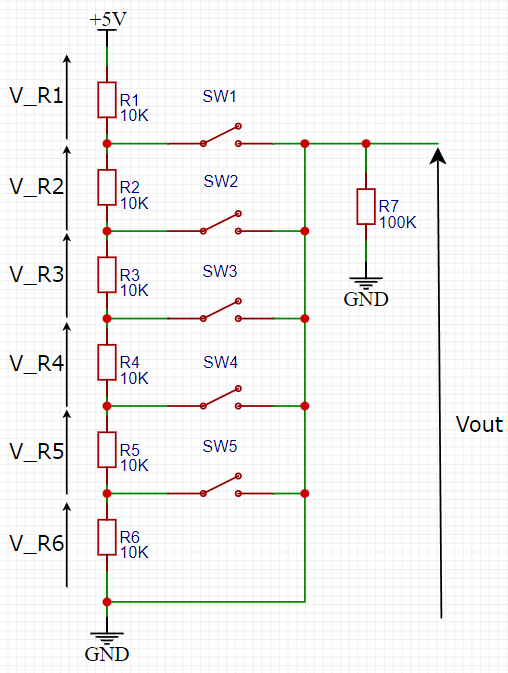 +5V
V_R1
R1
10K
SW1
V_R2
R2
10K
SW2
R7
100K
GND
V_R3
R3
10K
SW3
V_R4
R4
10K
SW4
Vout
V_R5
R5
10K
SW5
V_R6
R6
10K
GND